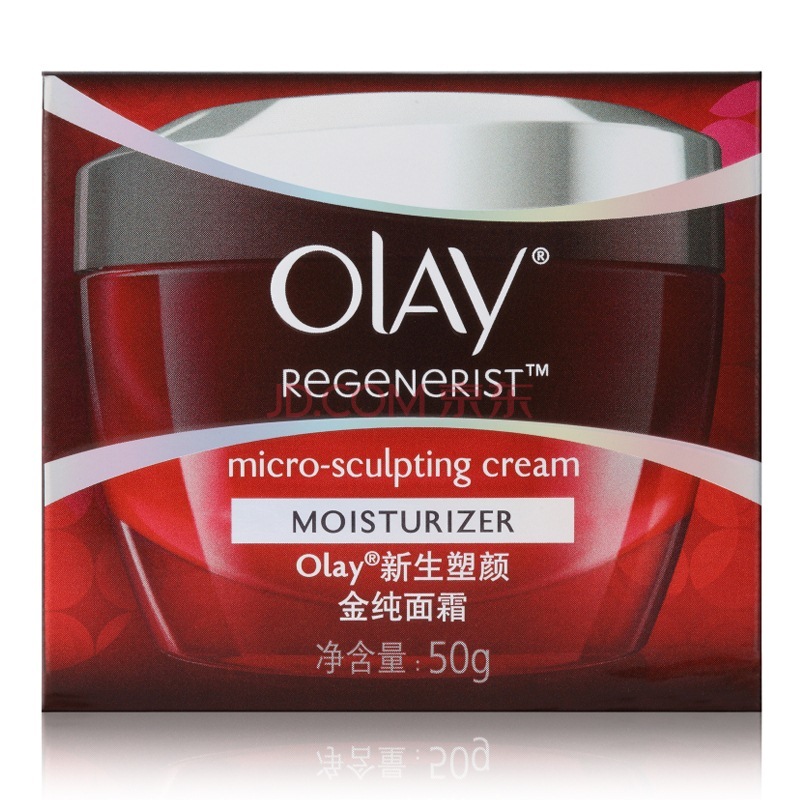 OLAY®
REGENERIST™
JD.COM 京东
micro-sculpting cream
MOISTURIZER
Olay®新生塑颜
金纯面霜
净含量:50g